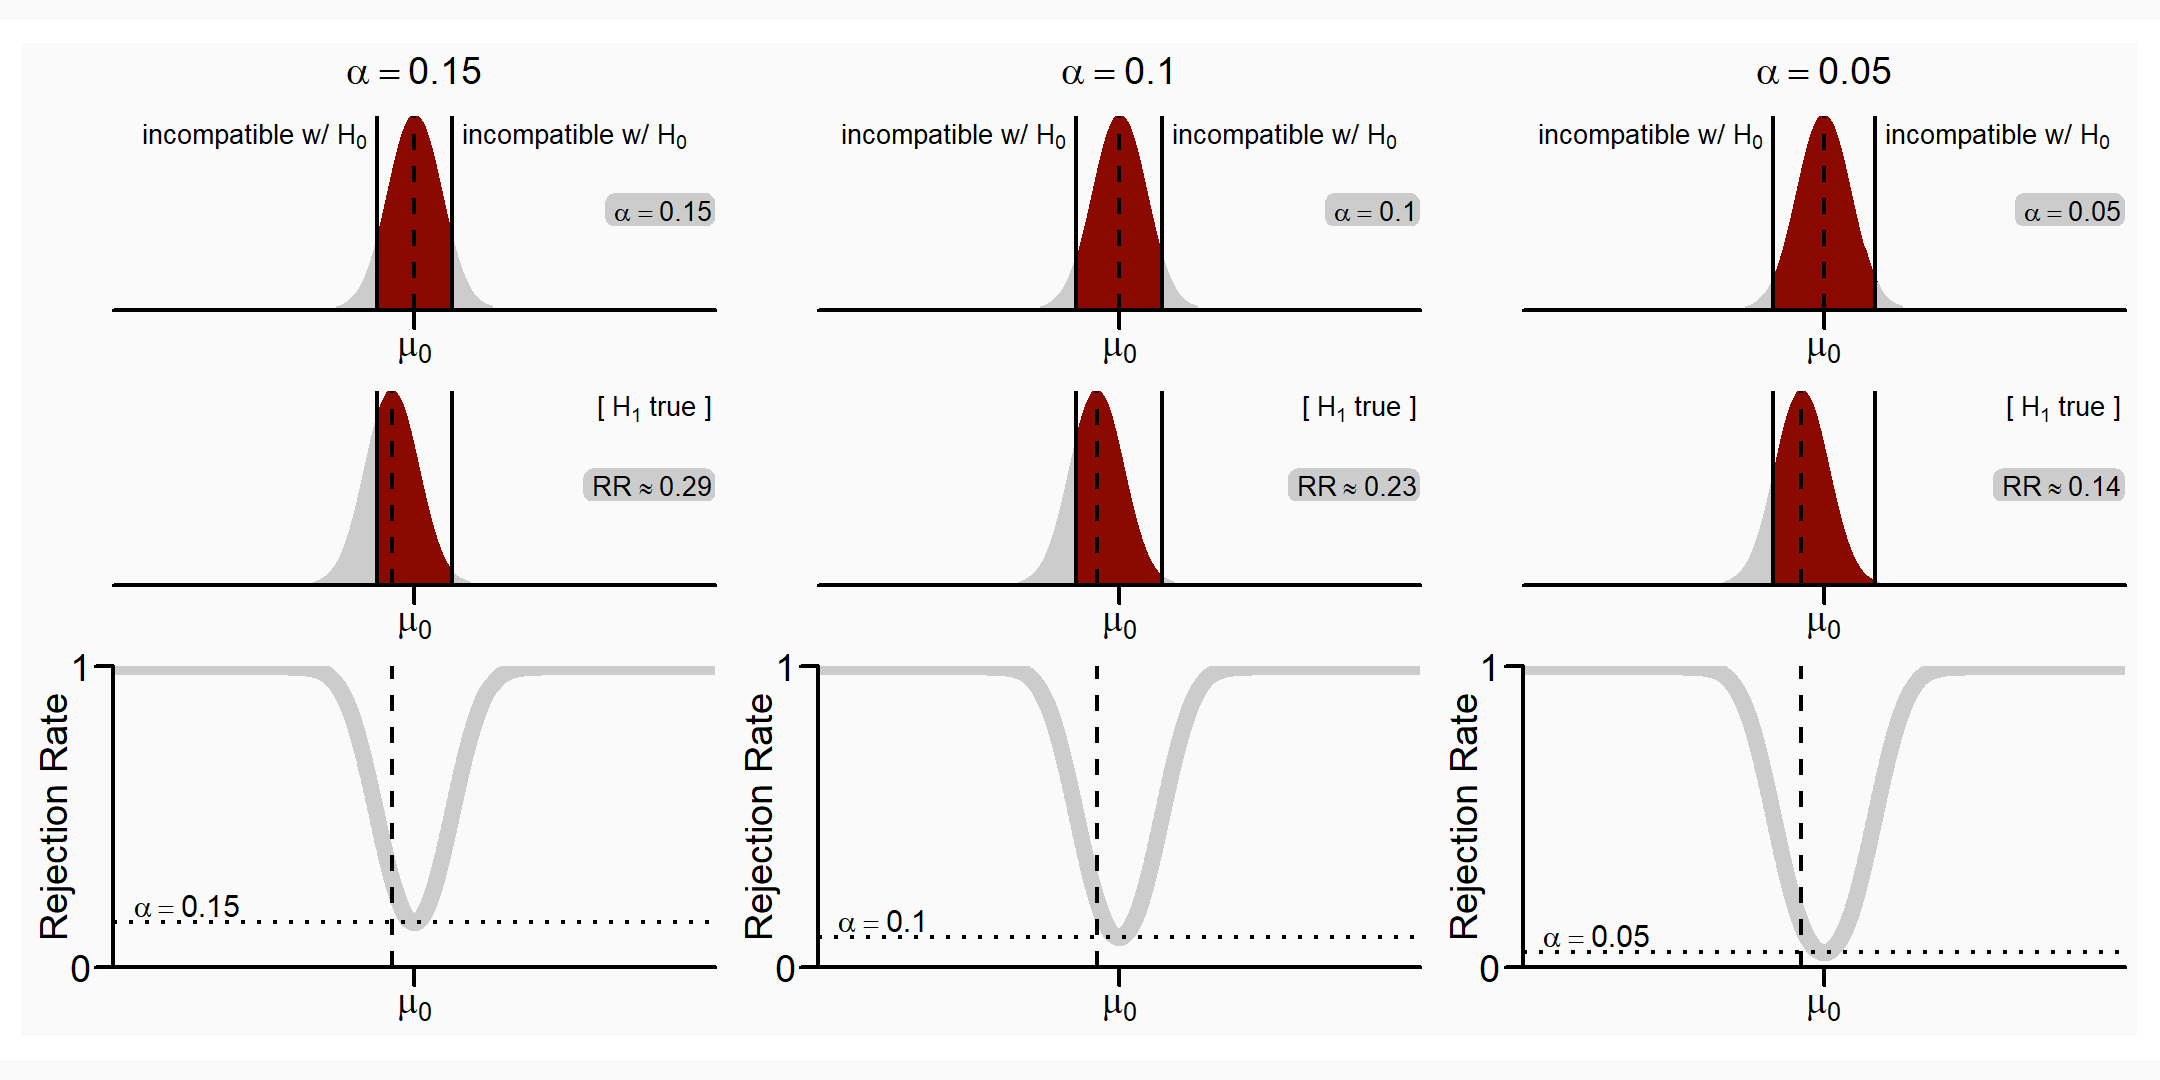 α = 0.15
incompatible w/ H₀ incompatible w/ H₀
α = 0.15
μ₀
[ H₁ true ]
RR ≈ 0.29
μ₀
1
Rejection Rate
α = 0.15
0
μ₀
α = 0.1
incompatible w/ H₀ incompatible w/ H₀
α = 0.1
μ₀
[ H₁ true ]
RR ≈ 0.23
μ₀
1
Rejection Rate
α = 0.1
0
μ₀
α = 0.05
incompatible w/ H₀ incompatible w/ H₀
α = 0.05
μ₀
[ H₁ true ]
RR ≈ 0.14
μ₀
1
Rejection Rate
α = 0.05
0
μ₀